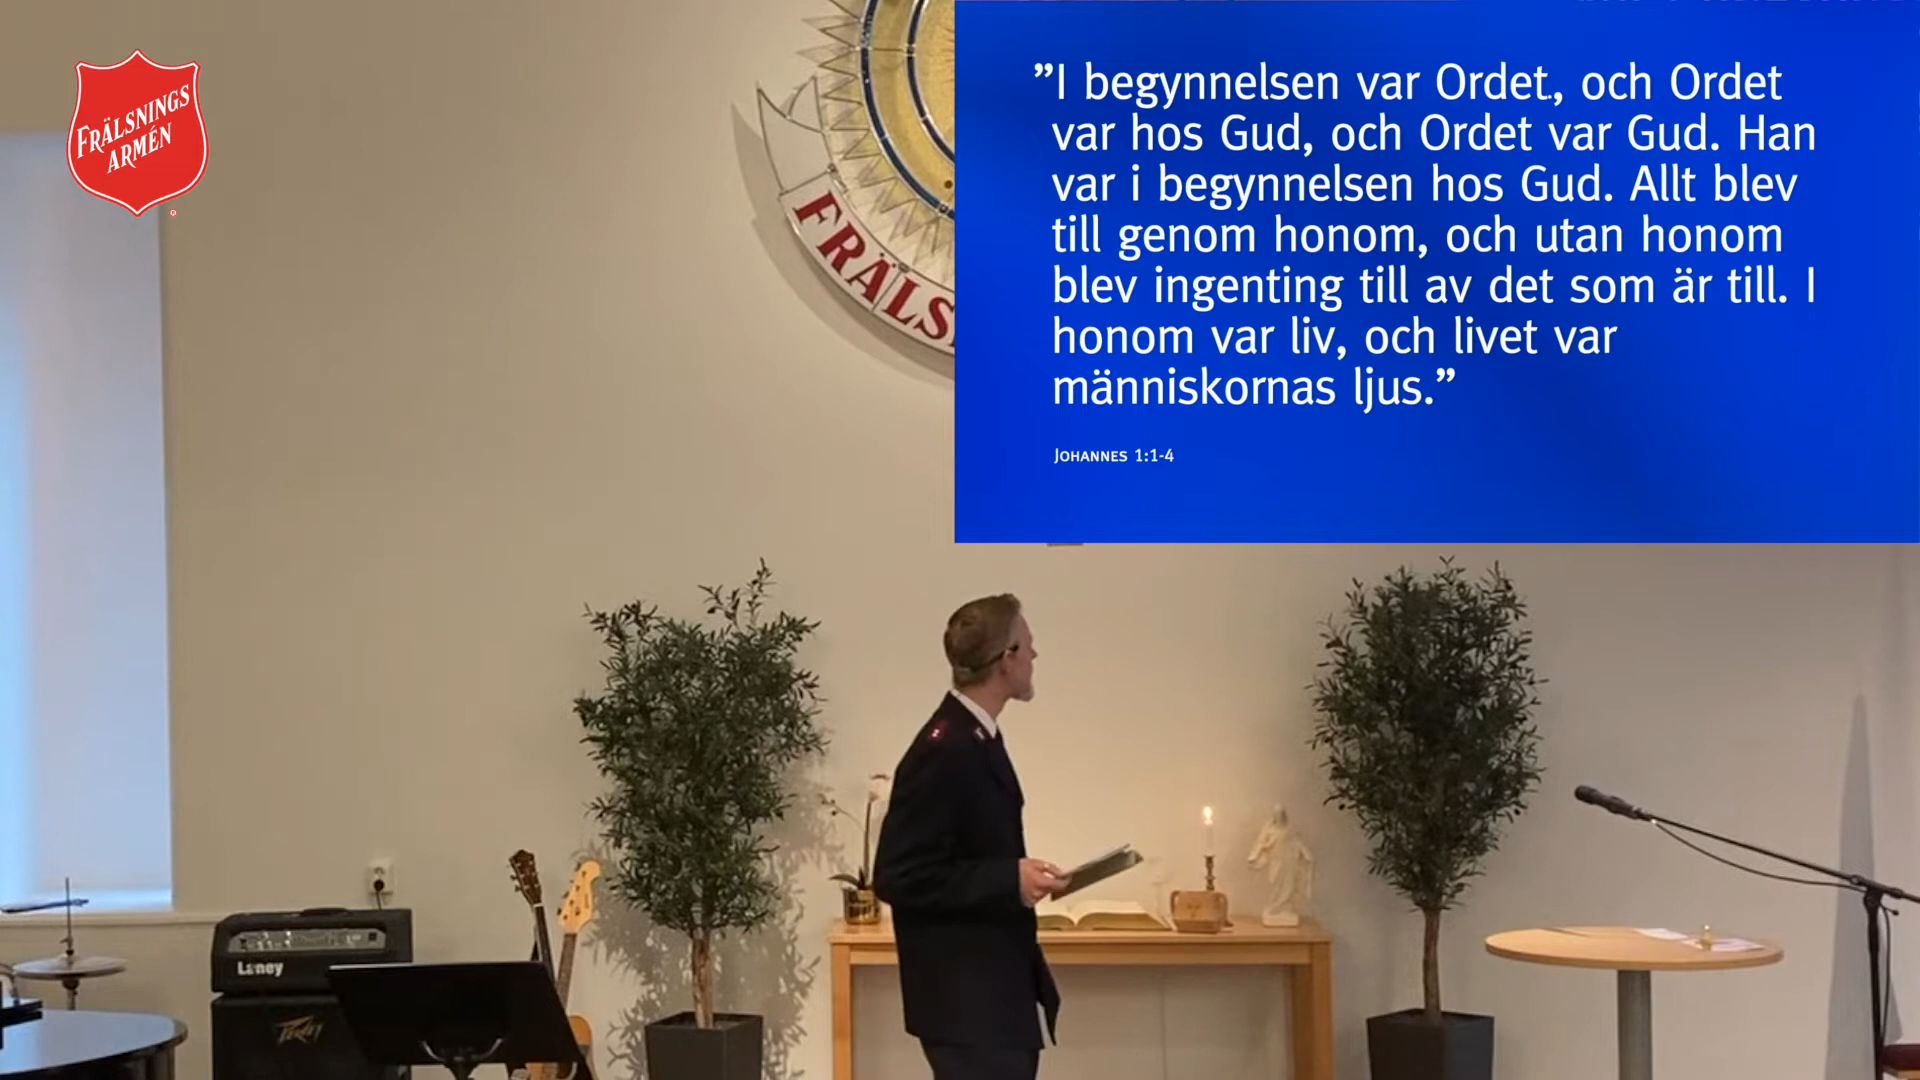 FRÄLSNINGS
ARMÉN
FRÄLS
”I begynnelsen var Ordet., och Ordet
var hos Gud, och Ordet var Gud. Han
var i begynnelsen hos Gud. Allt blev
till genom honom, och utan honom
blev ingenting till av det som är till. I
honom var liv, och livet var
människornas ljus.”
Johannes 1:1-4
Laney
Peavey